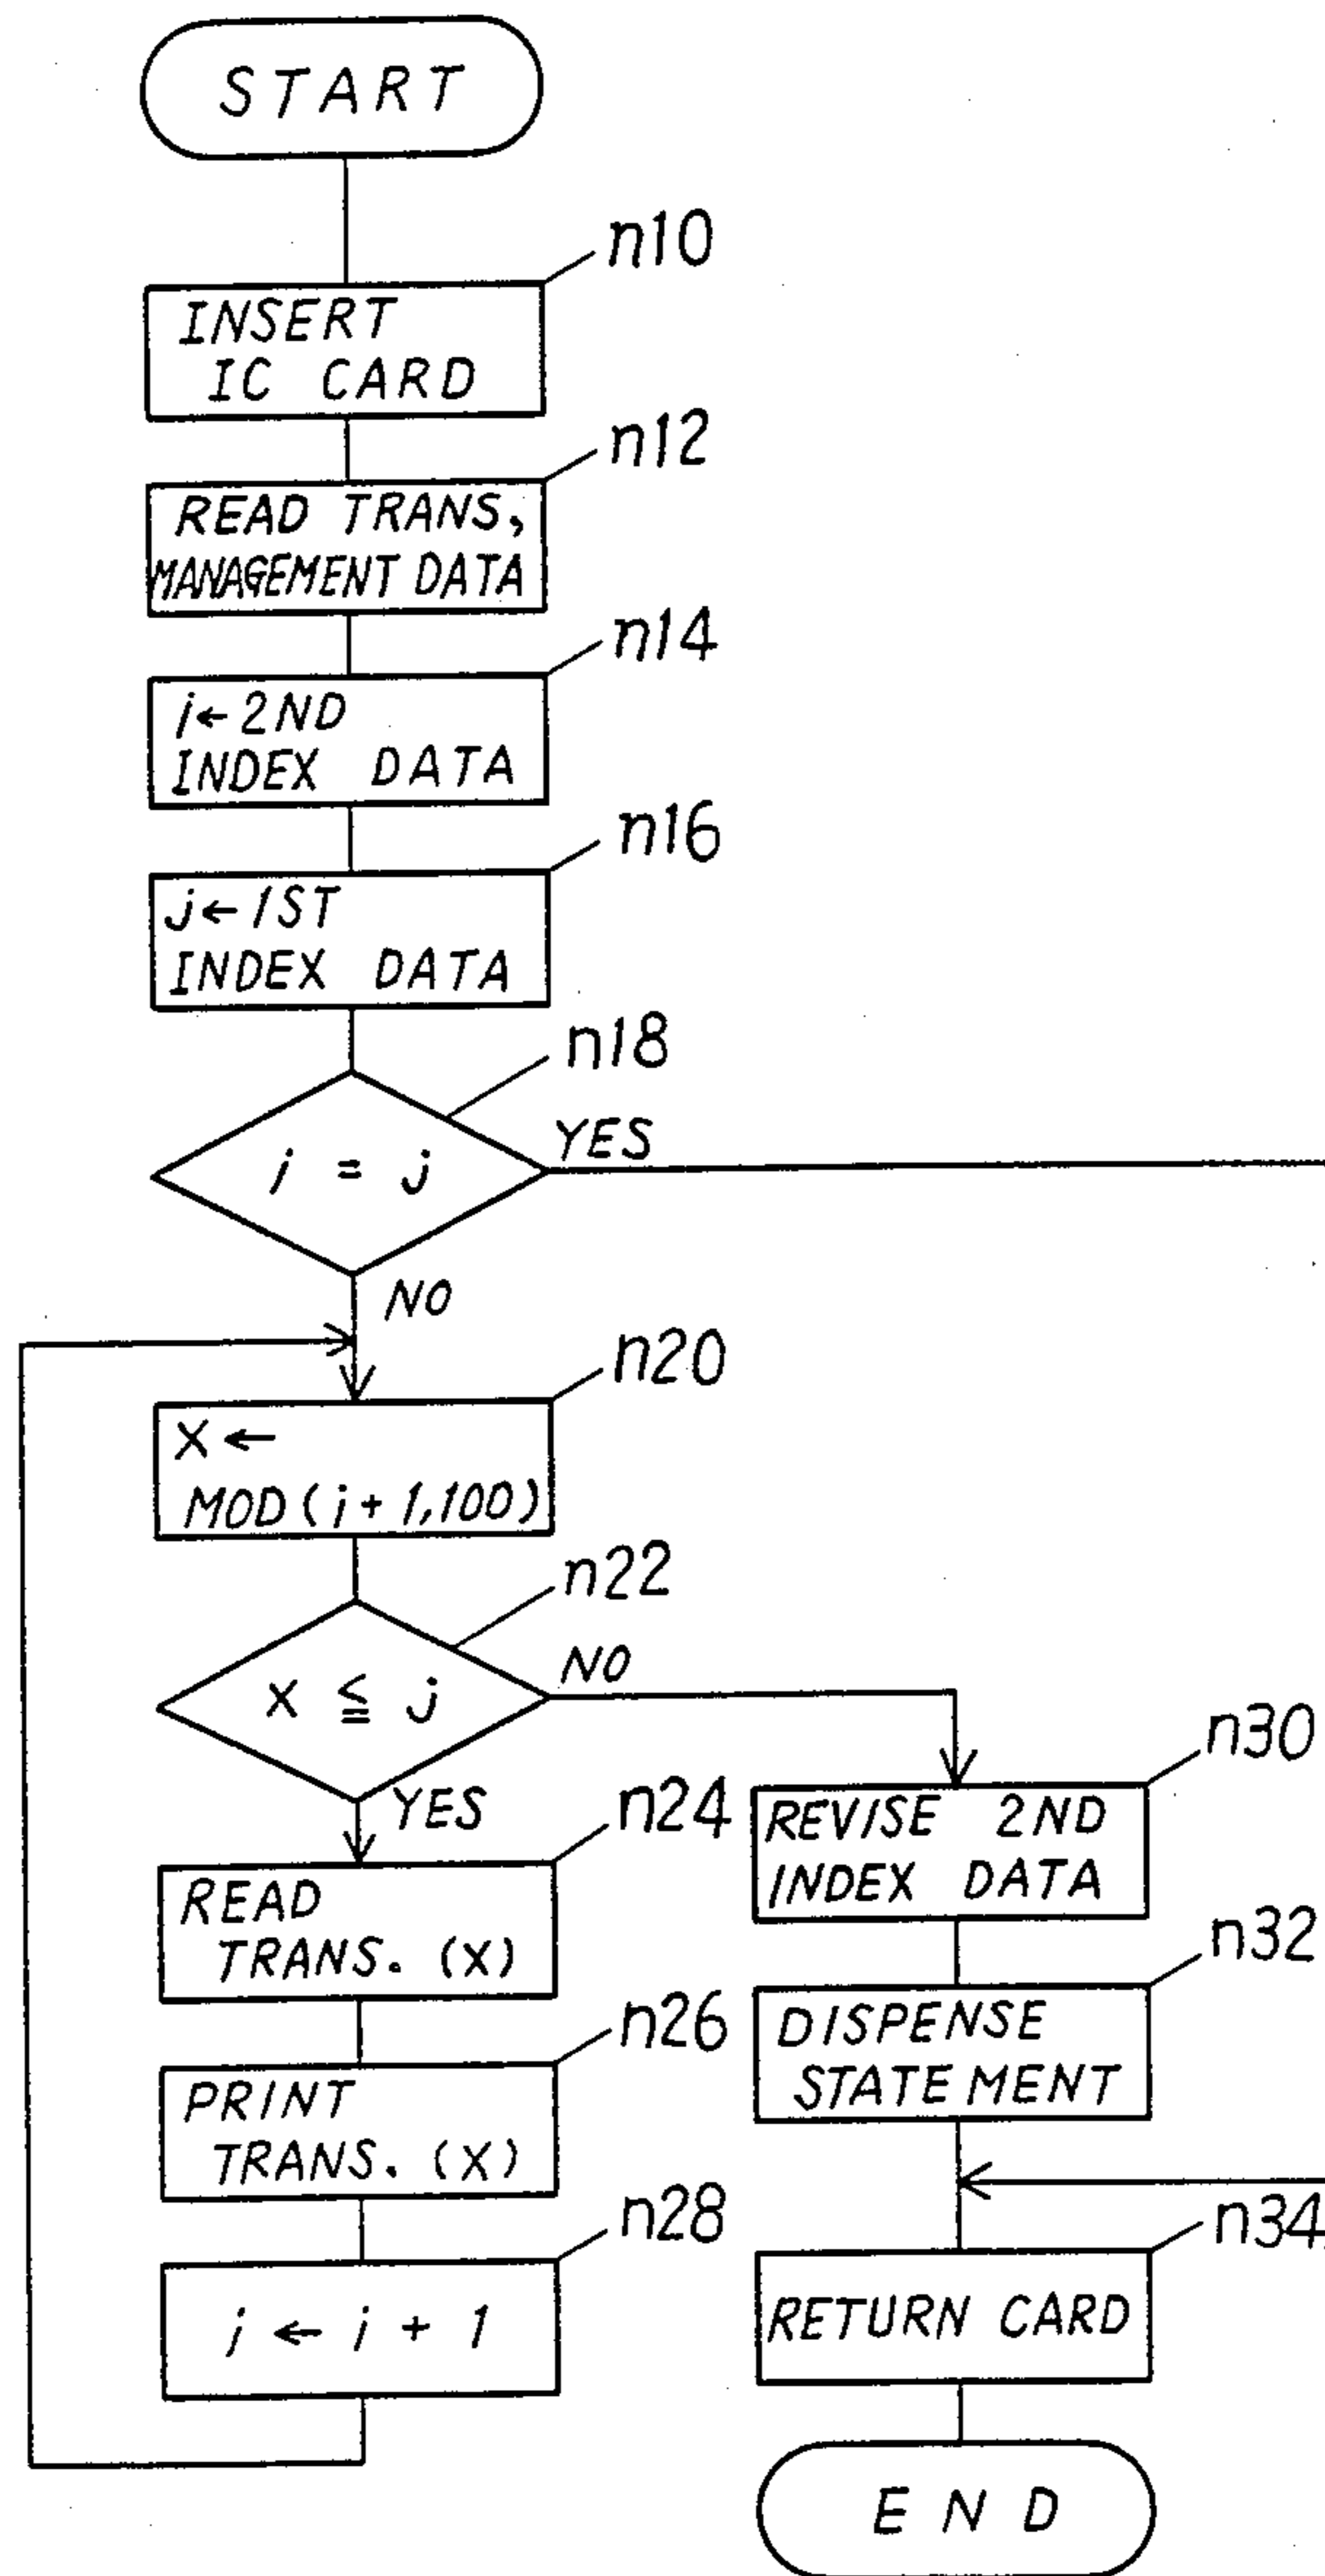 START
n10
INSERT
IC CARD
n12
READ TRANS,
MANAGEMENT DATA
n14
i←2ND
INDEX DATA
n16
j←1ST
INDEX DATA
n18
i = j
YES
NO
n20
X ←
MOD(i+1,100)
n22
X ≦ j
NO
YES
n24
READ
TRANS. (X)
n26
PRINT
TRANS. (X)
n28
i ← i + 1
n30
REVISE 2ND
INDEX DATA
n32
DISPENSE
STATEMENT
n34
RETURN CARD
END